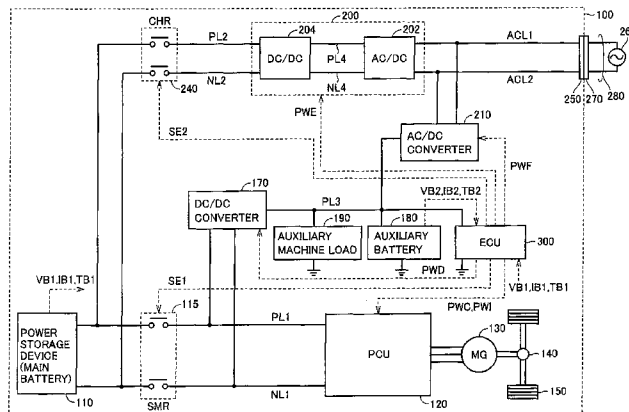 CHR
200
100
204
202
PL2
DC/DC
PL4
AC/DC
ACL1
26
NL2
NL4
ACL2
240
PWE
250
270
280
SE2
210
AC/DC
CONVERTER
PWF
170
DC/DC
CONVERTER
PL3
VB2,IB2,TB2
190
180
AUXILIARY
MACHINE LOAD
AUXILIARY
BATTERY
ECU
300
PWD
VB1,IB1,TB1
SE1
115
VB1,IB1,TB1
PWC,PWI
PL1
130
POWER
STORAGE
DEVICE
(MAIN
BATTERY)
PCU
MG
140
NL1
150
110
SMR
120